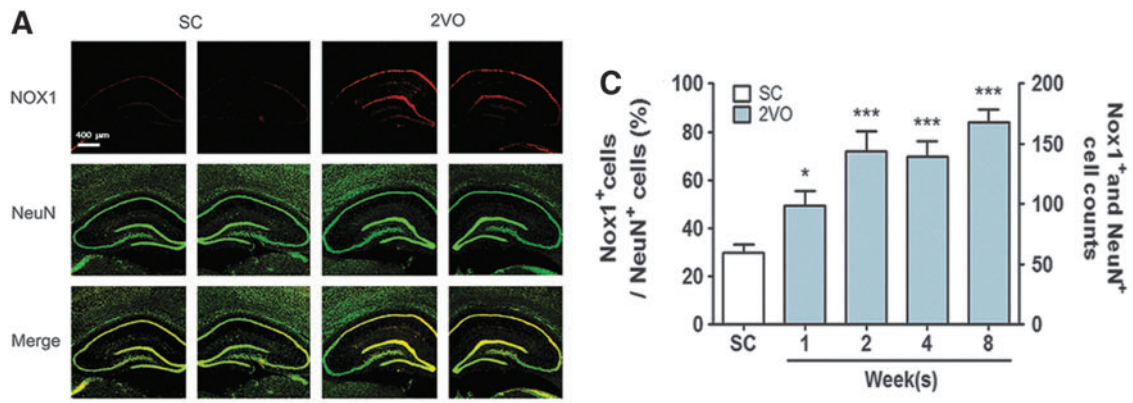 A
SC
2VO
NOX1
400 µm
NeuN
Merge
C
Nox1⁺cells
/ NeuN⁺ cells (%)
100
80
60
40
20
0
SC
2VO
*
***
***
***
200
150
100
50
0
Nox1⁺and NeuN⁺
cell counts
SC
1
2
4
8
Week(s)